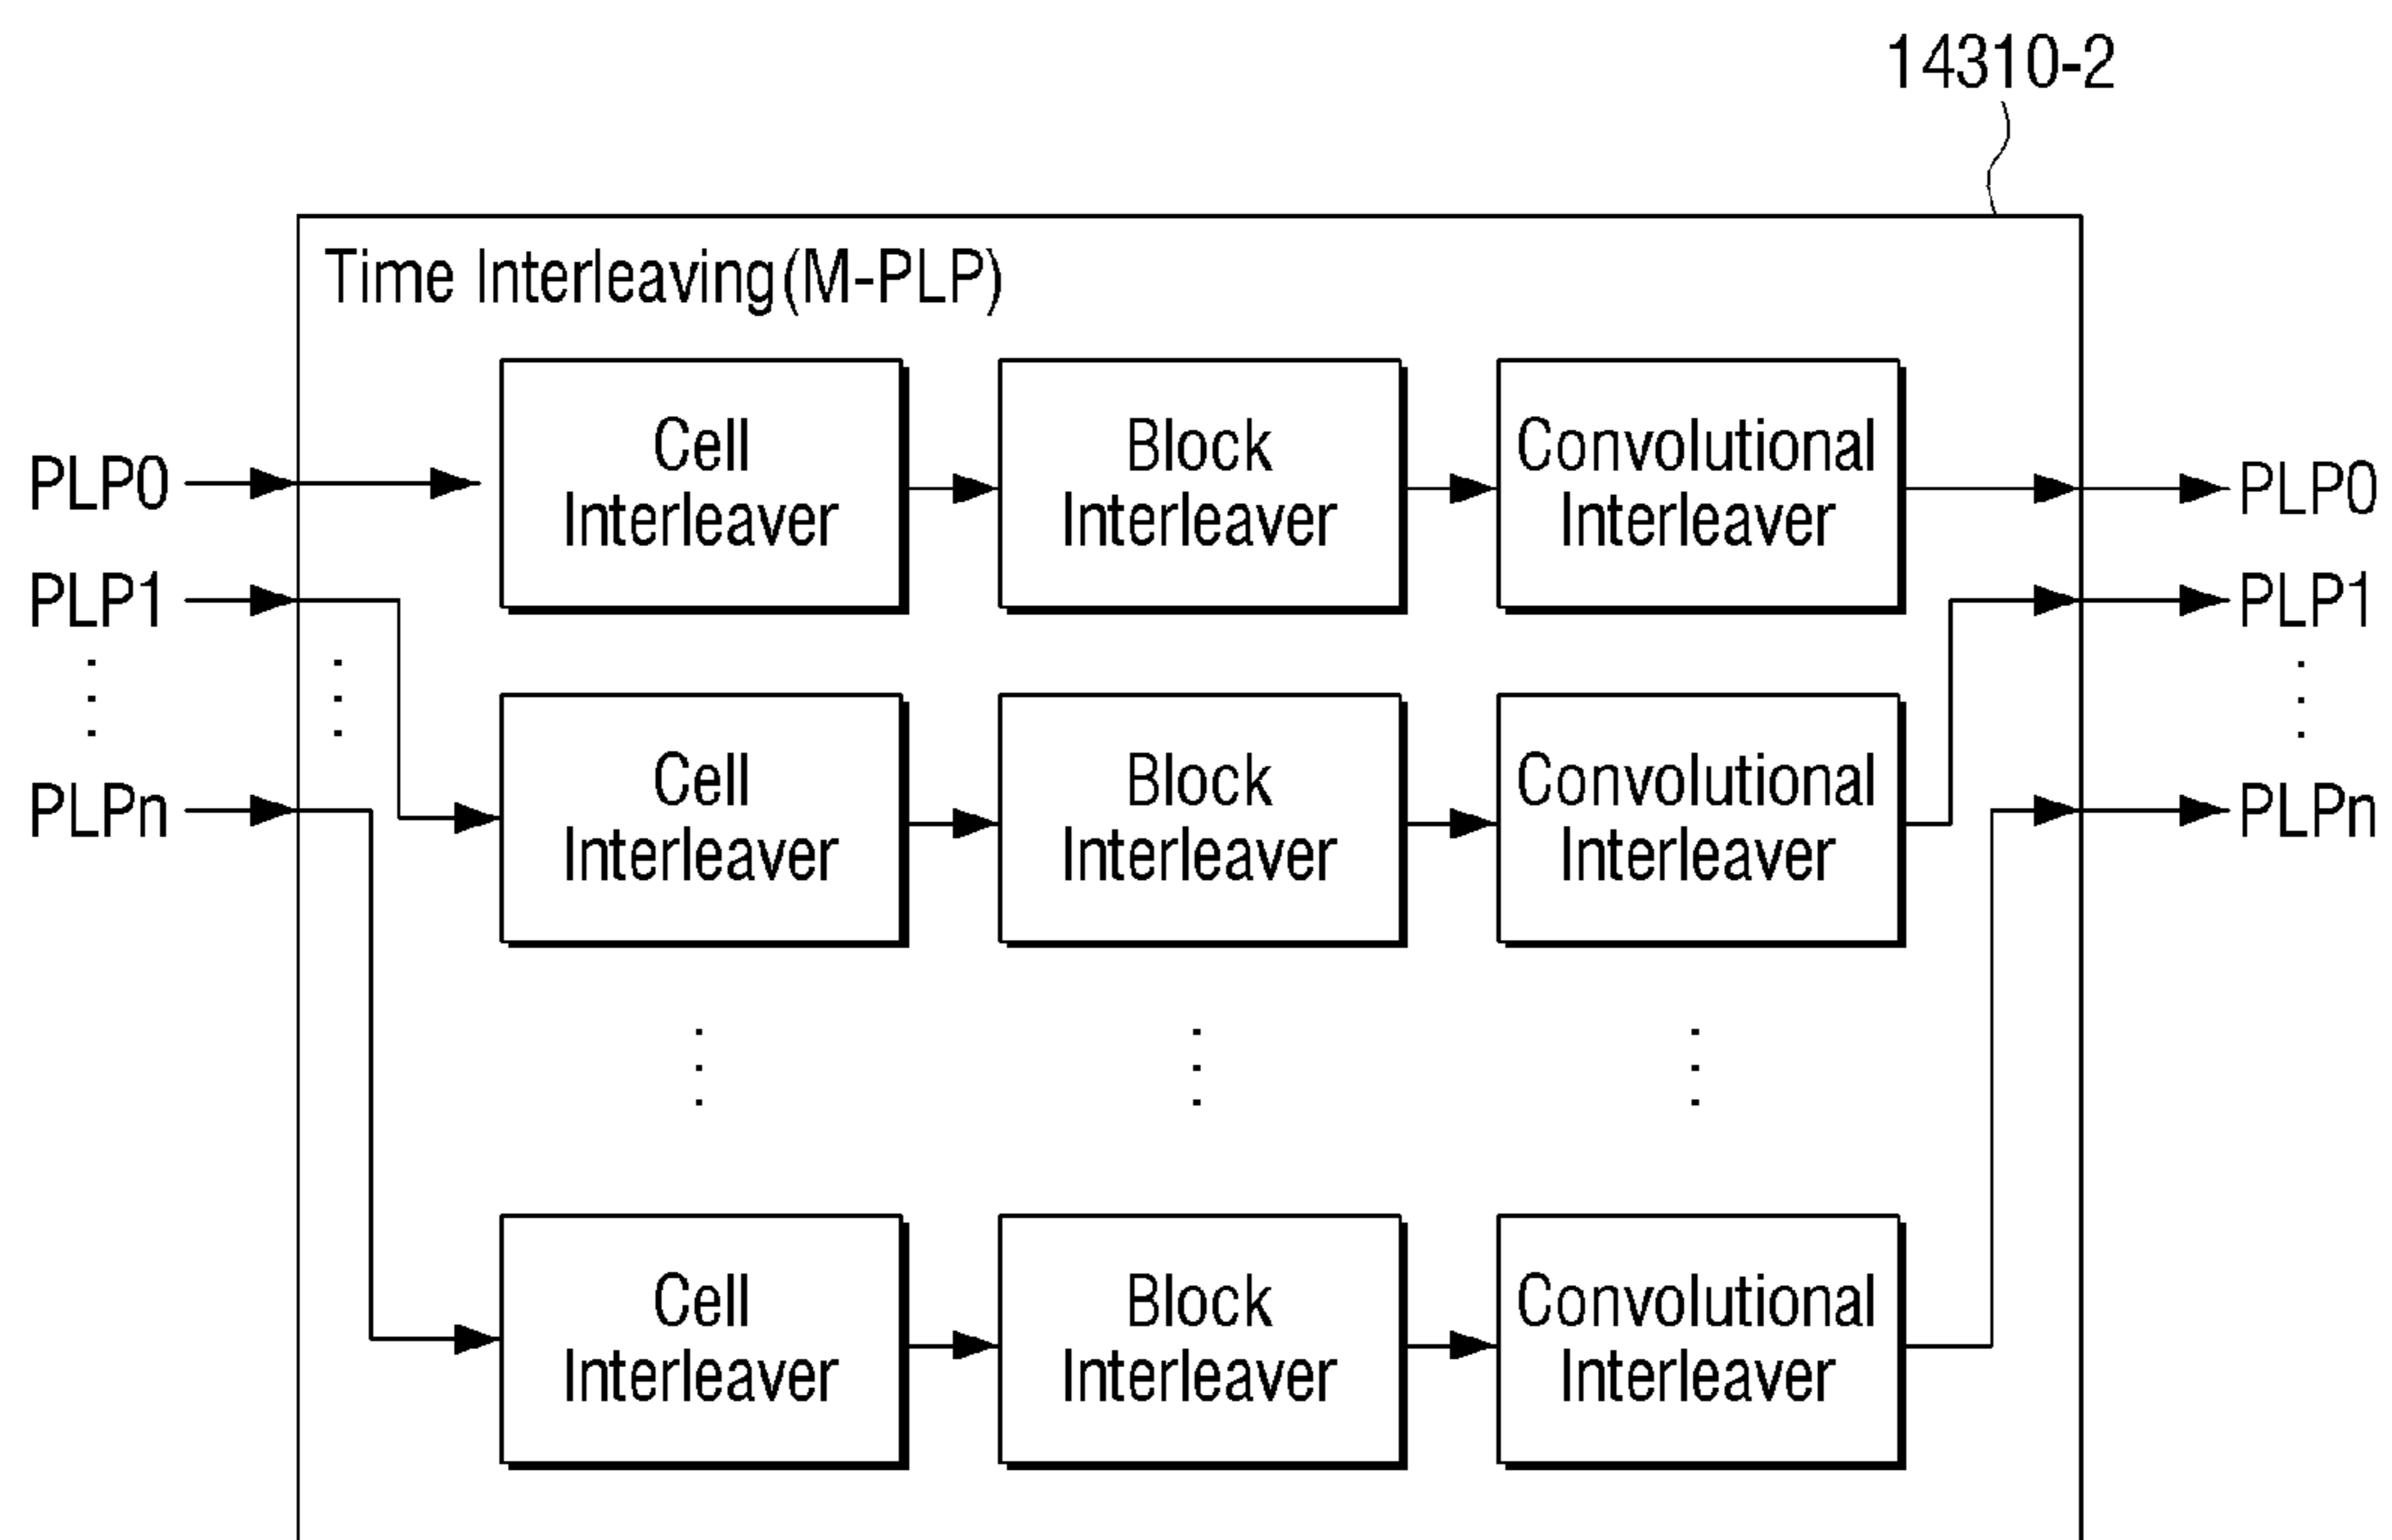 14310-2
Time Interleaving(M-PLP)
PLP0
Cell
Interleaver
Block
Interleaver
Convolutional
Interleaver
PLP0
PLP1
PLP1
Cell
Interleaver
Block
Interleaver
Convolutional
Interleaver
PLPn
PLPn
Cell
Interleaver
Block
Interleaver
Convolutional
Interleaver